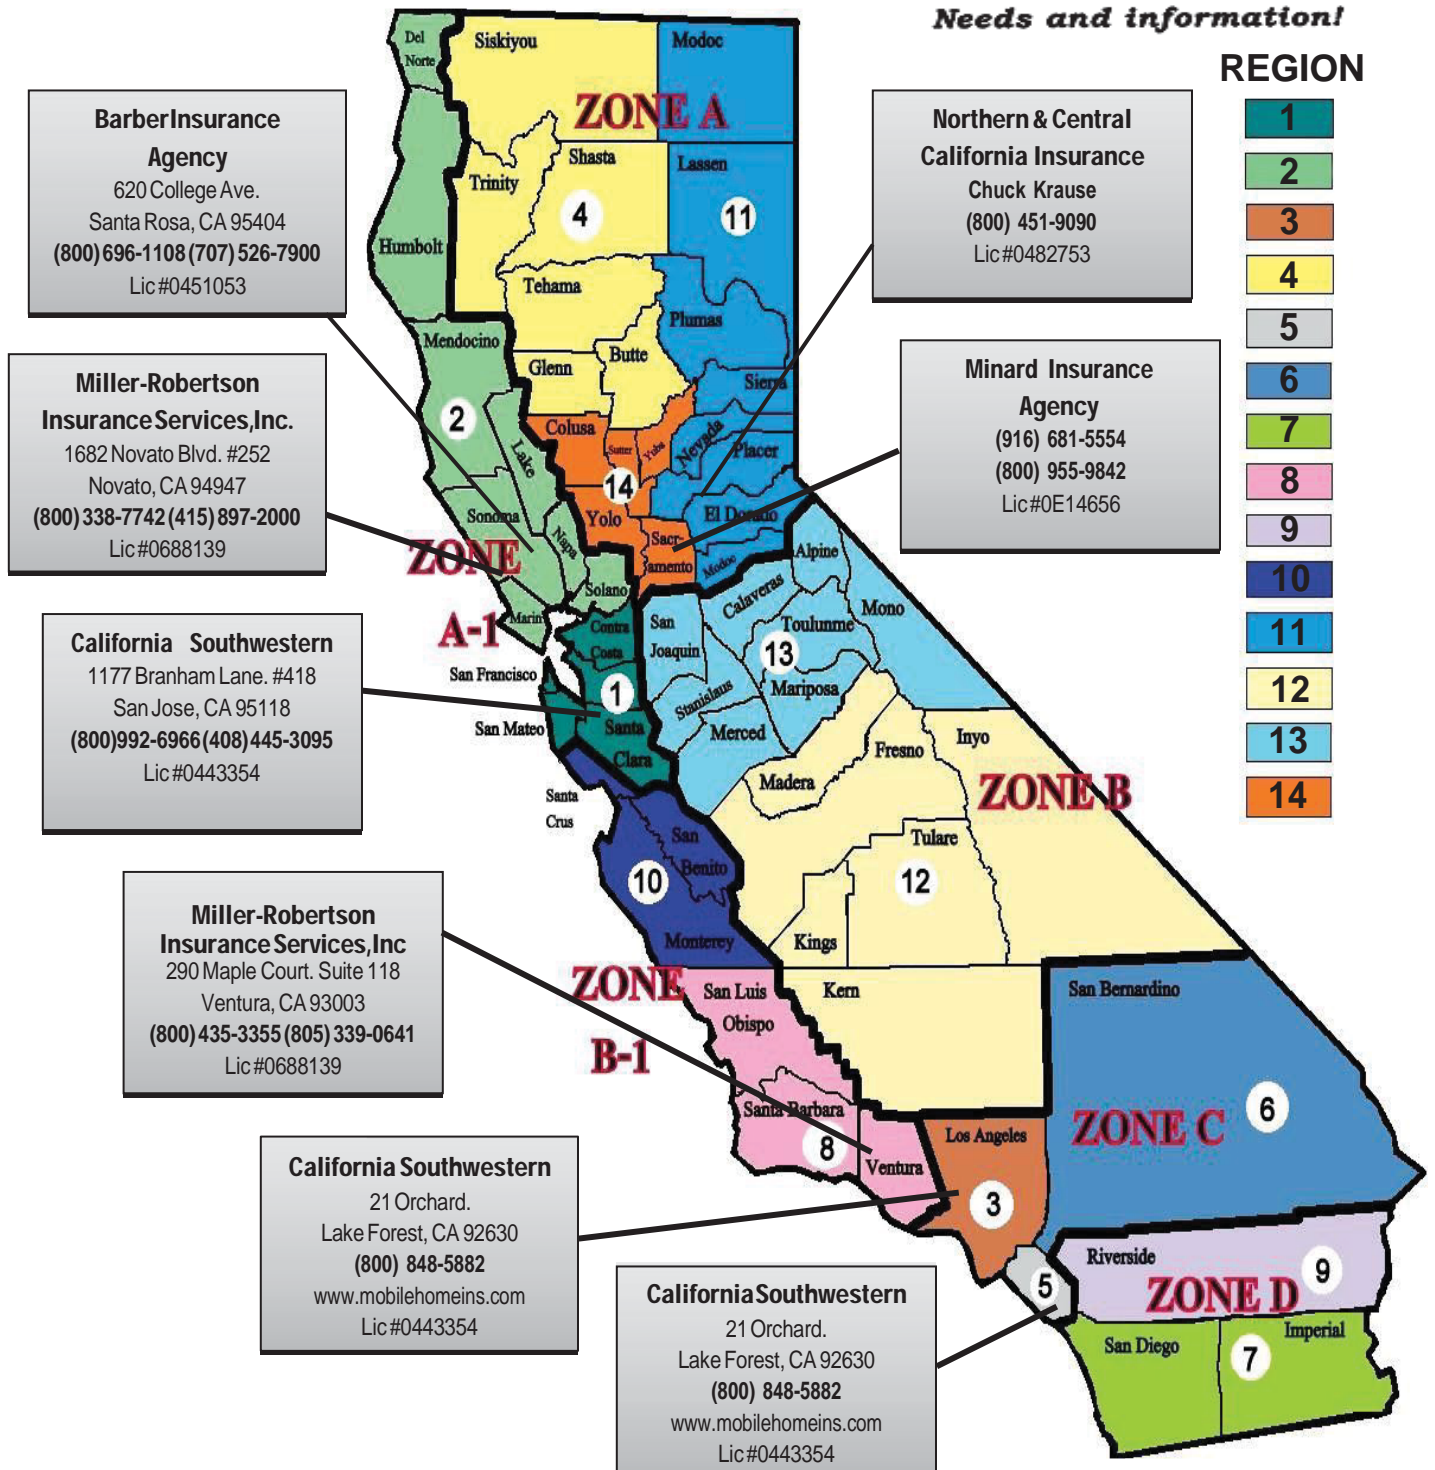 Needs and information!
REGION
1
2
3
4
5
6
7
8
9
10
11
12
13
14
Barber Insurance
Agency
620 College Ave.
Santa Rosa, CA 95404
(800) 696-1108 (707) 526-7900
Lic#0451053
Miller-Robertson
Insurance Services, Inc.
1682 Novato Blvd. #252
Novato, CA 94947
(800) 338-7742 (415) 897-2000
Lic#0688139
California Southwestern
1177 Branham Lane. #418
San Jose, CA 95118
(800)992-6966 (408)445-3095
Lic#0443354
Miller-Robertson
Insurance Services, Inc
290 Maple Court. Suite 118
Ventura, CA 93003
(800) 435-3355 (805) 339-0641
Lic#0688139
California Southwestern
21 Orchard.
Lake Forest, CA 92630
(800) 848-5882
www.mobilehomeins.com
Lic#0443354
California Southwestern
21 Orchard.
Lake Forest, CA 92630
(800) 848-5882
www.mobilehomeins.com
Lic#0443354
Northern & Central
California Insurance
Chuck Krause
(800) 451-9090
Lic#0482753
Minard Insurance
Agency
(916) 681-5554
(800) 955-9842
Lic#0E14656
Del
Norte
Siskiyou
Modoc
ZONE A
Shasta
Lassen
Trinity
4
11
Humbolt
Tehama
Plumas
Mendocino
Butte
Glenn
Sierra
2
Colusa
Sutter
Yuba
Nevada
Placer
Lake
14
Yolo
El Dorado
Sonoma
Napa
Sacr-
amento
Modoc
ZONE
A-1
Solano
Marin
Alpine
Calaveras
Mono
Contra
Costa
San
Joaquin
Toulunme
13
San Francisco
1
Stanislaus
Mariposa
San Mateo
Santa
Clara
Merced
Fresno
Inyo
Madera
ZONE B
Santa
Crus
San
Benito
Tulare
10
12
Monterey
Kings
ZONE
B-1
San Luis
Obispo
Kern
San Bernardino
Santa Barbara
8
Ventura
Los Angeles
ZONE C
6
3
5
Riverside
9
ZONE D
San Diego
Imperial
7